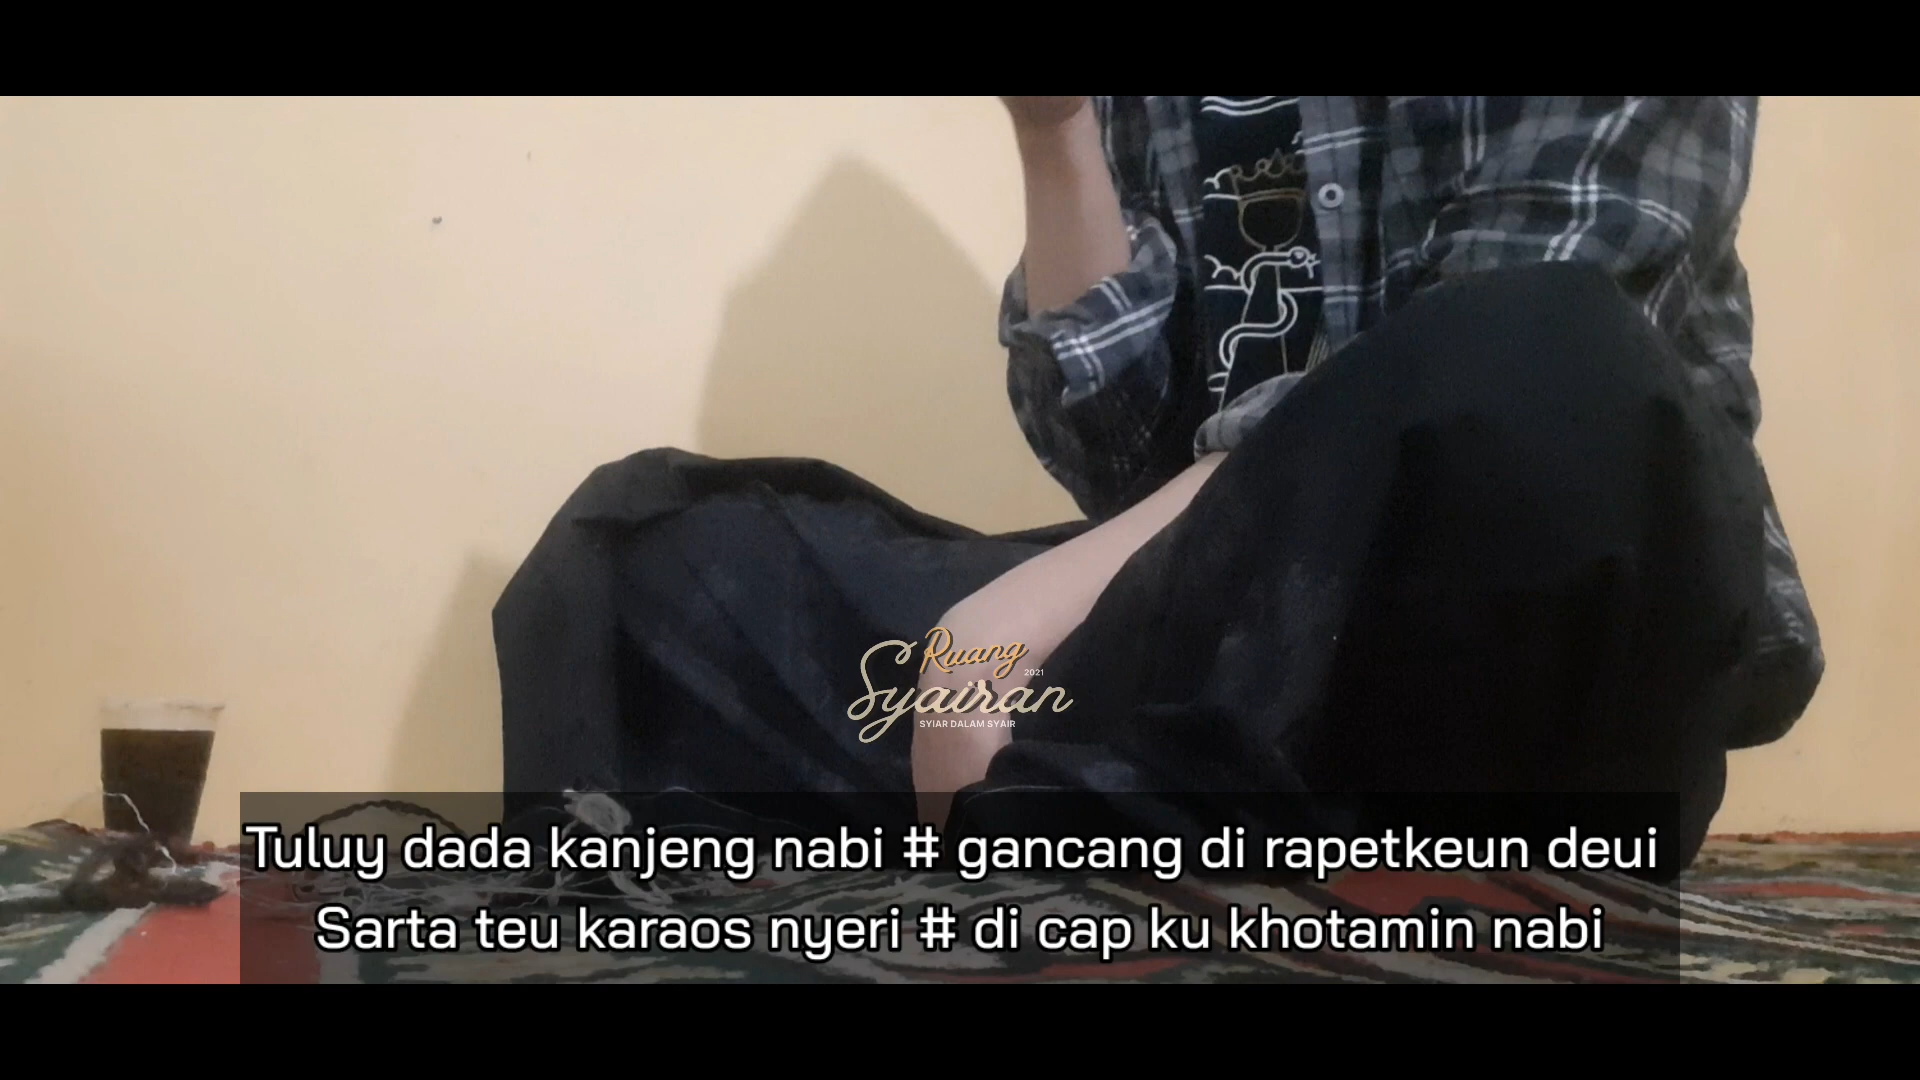 Ruang
2021
Syairan
SYIAR DALAM SYAIR
Tuluy dada kanjeng nabi # gancang di rapetkeun deui
Sarta teu karaos nyeri # di cap ku khotamin nabi